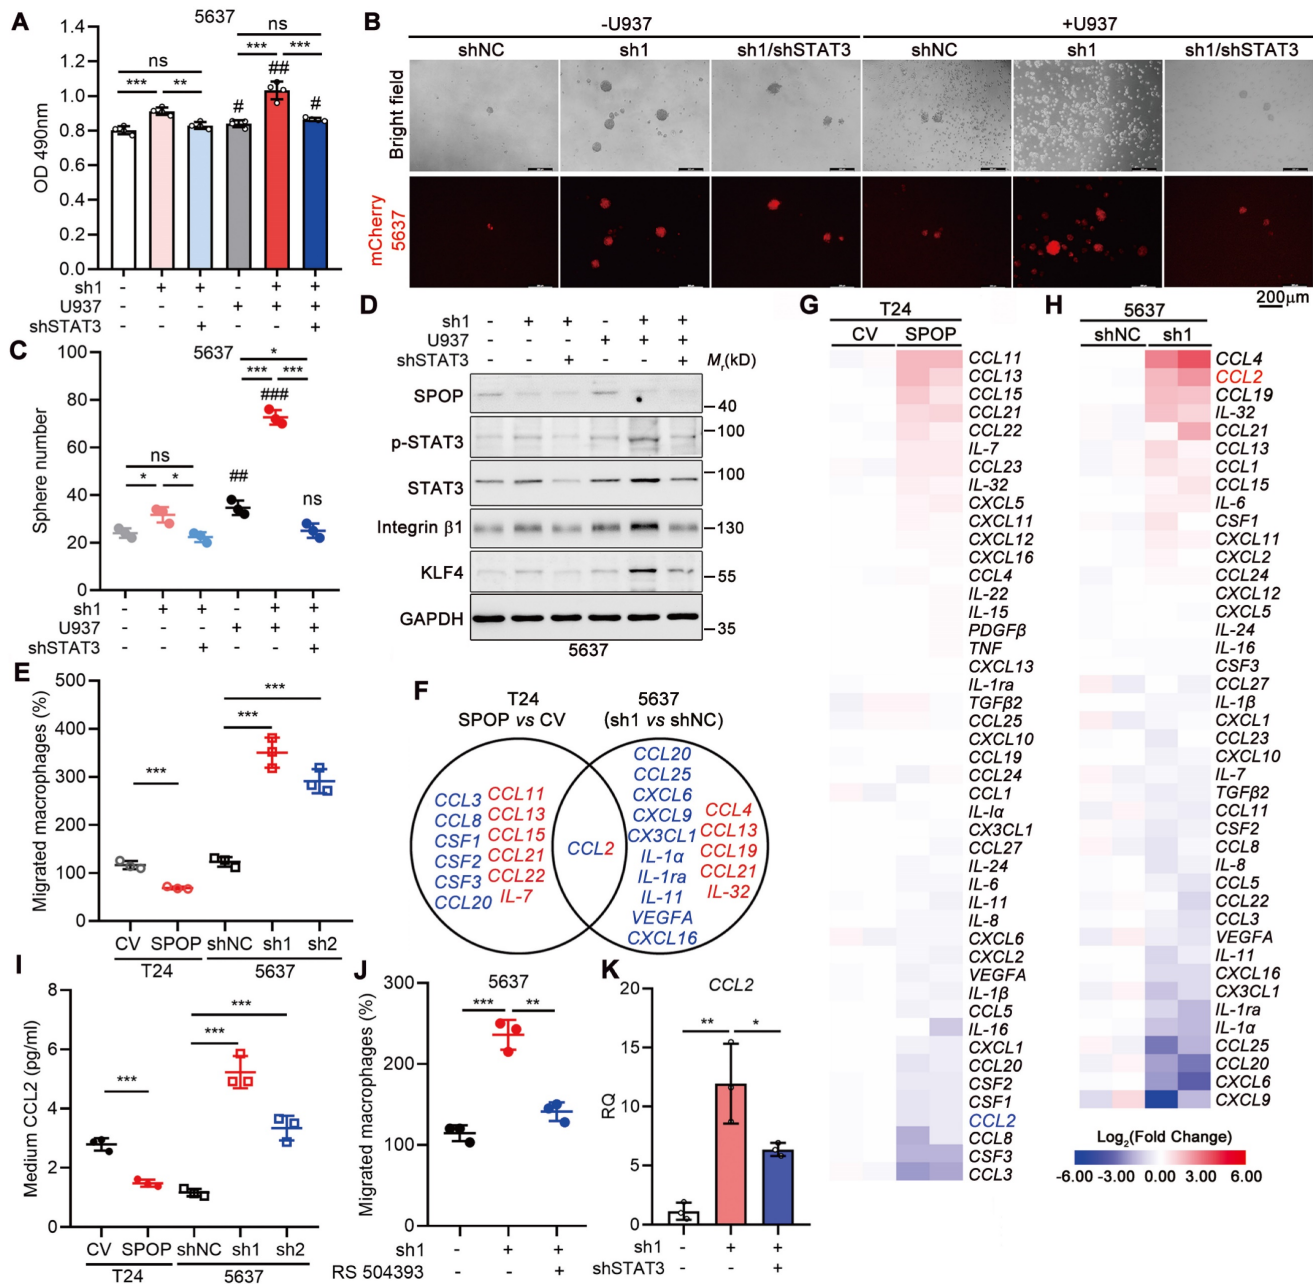 A
5637
1.4
1.2
1.0
0.8
0.6
0.4
0.2
0.0
OD 490nm
ns
***
**
ns
***
***
#
##
#
sh1 - + + - + +
U937 - - - + + +
shSTAT3 - - + - - +
B
-U937
+U937
shNC sh1 sh1/shSTAT3 shNC sh1 sh1/shSTAT3
Bright field
mCherry
5637
200μm
C
5637
100
80
60
40
20
0
Sphere number
ns
*
*
##
*
***
***
###
ns
sh1 - + + - + +
U937 - - - + + +
shSTAT3 - - + - - +
D
sh1 - + + - + +
U937 - - - + + +
shSTAT3 - - + - - + Mr(kD)
SPOP
40
p-STAT3
100
STAT3
100
Integrin β1
130
KLF4
55
GAPDH
35
5637
E
500
400
300
200
100
0
Migrated macrophages (%)
***
***
***
CV SPOP shNC sh1 sh2
T24 5637
F
T24
SPOP vs CV
5637
(sh1 vs shNC)
CCL3
CCL8
CSF1
CSF2
CSF3
CCL20
CCL11
CCL13
CCL15
CCL21
CCL22
IL-7
CCL2
CCL20
CCL25
CXCL6
CXCL9
CX3CL1
IL-1α
IL-1ra
IL-11
VEGFA
CXCL16
CCL4
CCL13
CCL19
CCL21
IL-32
G
T24
CV SPOP
CCL11
CCL13
CCL15
CCL21
CCL22
IL-7
CCL23
IL-32
CXCL5
CXCL11
CXCL12
CXCL16
CCL4
IL-22
IL-15
PDGFβ
TNF
CXCL13
IL-1ra
TGFβ2
CCL25
CXCL10
CCL19
CCL24
CCL1
IL-lα
CX3CL1
CCL27
IL-24
IL-6
IL-11
IL-8
CXCL6
CXCL2
VEGFA
IL-1β
CCL5
IL-16
CXCL1
CCL20
CSF2
CSF1
CCL2
CCL8
CSF3
CCL3
H
5637
shNC sh1
CCL4
CCL2
CCL19
IL-32
CCL21
CCL13
CCL1
CCL15
IL-6
CSF1
CXCL11
CXCL2
CCL24
CXCL12
CXCL5
IL-24
IL-16
CSF3
CCL27
IL-1β
CXCL1
CCL23
CXCL10
IL-7
TGFβ2
CCL11
CSF2
CCL8
IL-8
CCL5
CCL22
CCL3
VEGFA
IL-11
CXCL16
CX3CL1
IL-1ra
IL-1α
CCL25
CCL20
CXCL6
CXCL9
Log2(Fold Change)
-6.00 -3.00 0.00 3.00 6.00
I
8
6
4
2
0
Medium CCL2 (pg/ml)
***
***
***
CV SPOP shNC sh1 sh2
T24 5637
J
5637
300
200
100
0
Migrated macrophages (%)
***
**
sh1 - + +
RS 504393 - - +
K
CCL2
20
15
10
5
0
RQ
**
*
sh1 - + +
shSTAT3 - - +